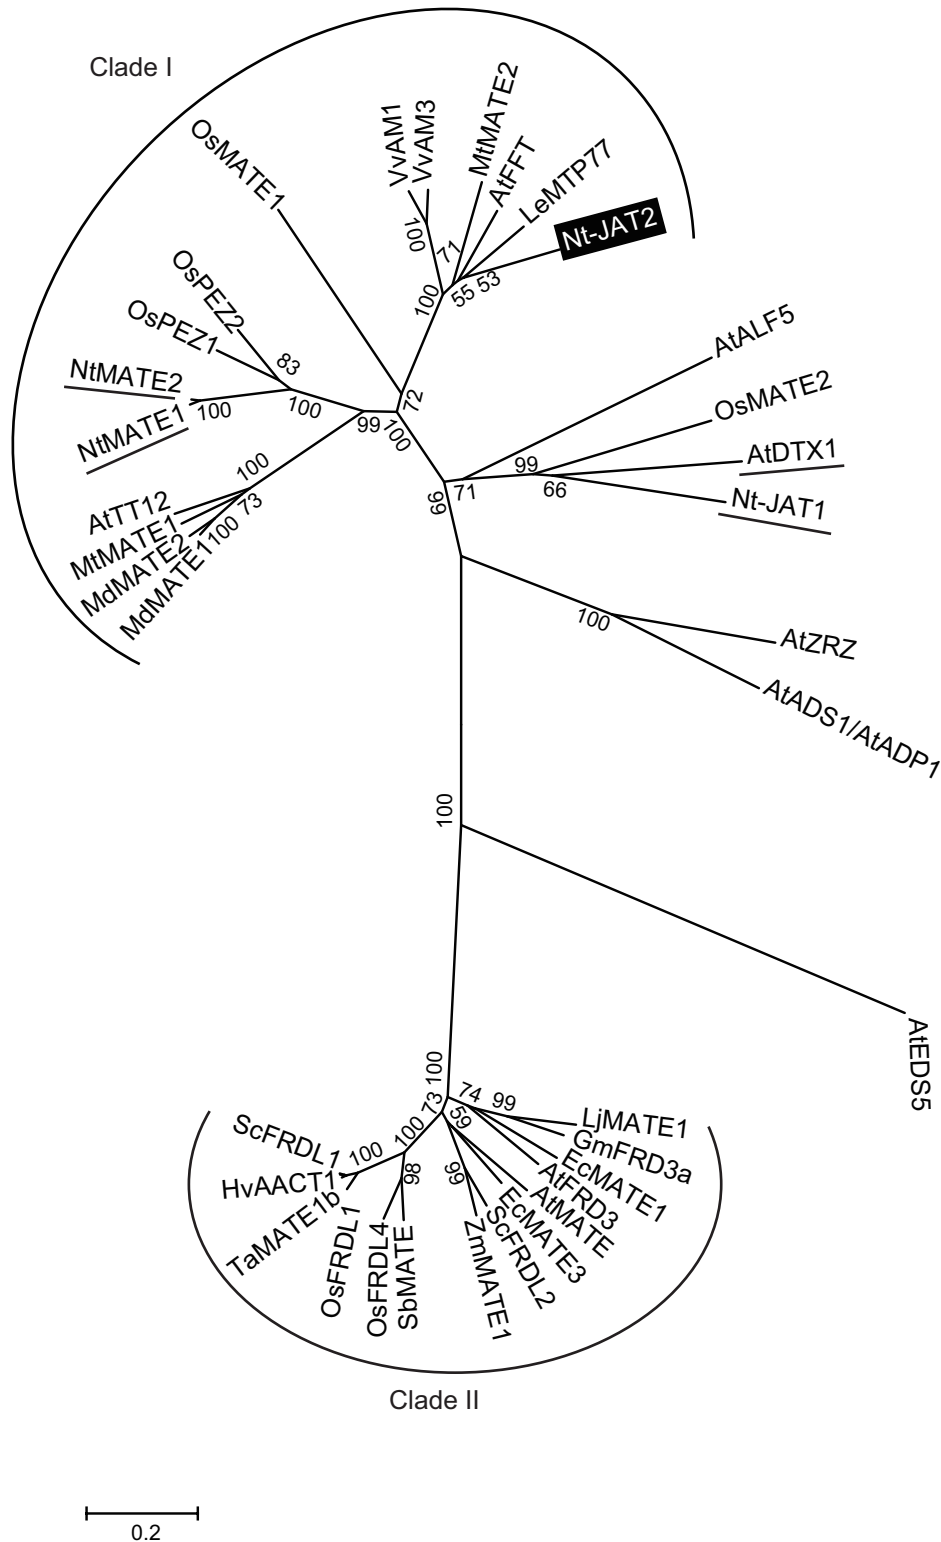 Clade I
OsMATE1
VvAM1
VvAM3
MtMATE2
AtFFT
LeMTP77
Nt-JAT2
100
71
55
53
100
OsPEZ2
OsPEZ1
83
NtMATE2
100
100
NtMATE1
72
99
100
AtALF5
OsMATE2
99
AtDTX1
71
66
Nt-JAT1
99
100
73
AtTT12
MtMATE1
MdMATE2
100
MdMATE1
100
AtZRZ
AtADS1/AtADP1
100
AtEDS5
100
74
99
73
59
LjMATE1
GmFRD3a
EcMATE1
AtFRD3
AtMATE
EcMATE3
ScFRDL2
ZmMATE1
99
100
100
98
ScFRDL1
HvAACT1
TaMATE1b
OsFRDL1
OsFRDL4
SbMATE
Clade II
0.2